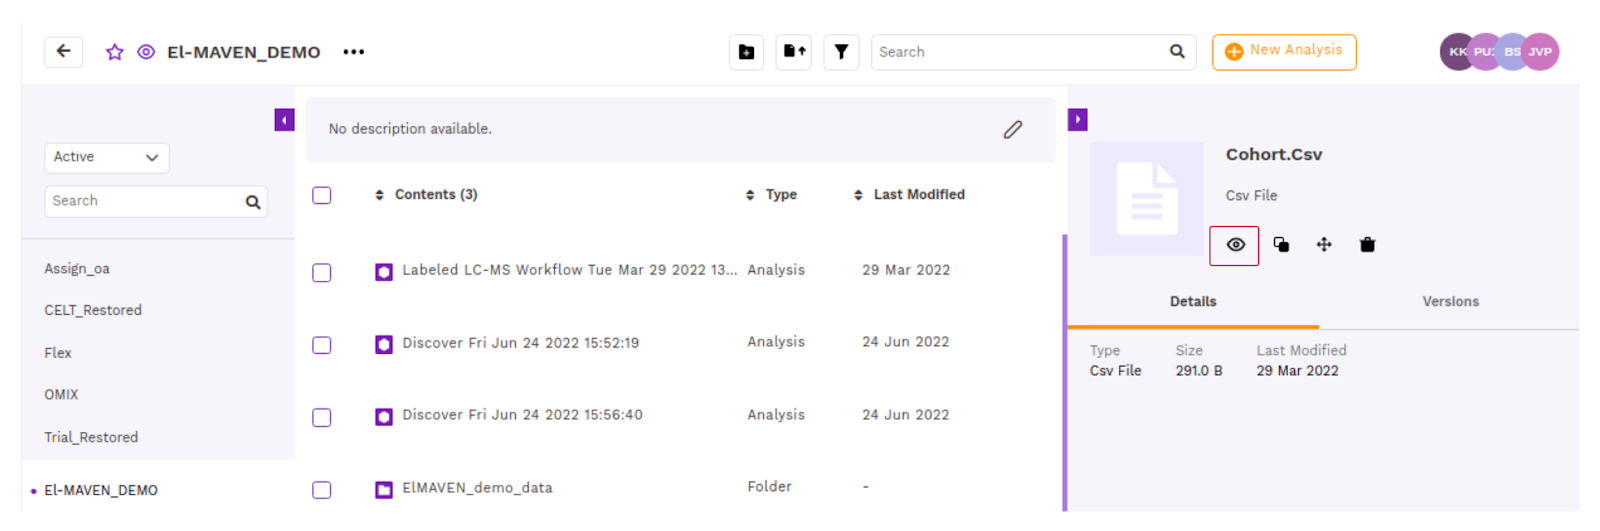 El-MAVEN_DEMO
Search
New Analysis
KK PU BS JVP
Active
Search
Assign_oa
CELT_Restored
Flex
OMIX
Trial_Restored
El-MAVEN_DEMO
No description available.
Contents (3) Type Last Modified
Labeled LC-MS Workflow Tue Mar 29 2022 13... Analysis 29 Mar 2022
Discover Fri Jun 24 2022 15:52:19 Analysis 24 Jun 2022
Discover Fri Jun 24 2022 15:56:40 Analysis 24 Jun 2022
ElMAVEN_demo_data Folder -
Cohort.Csv
Csv File
Details Versions
Type Size Last Modified
Csv File 291.0 B 29 Mar 2022